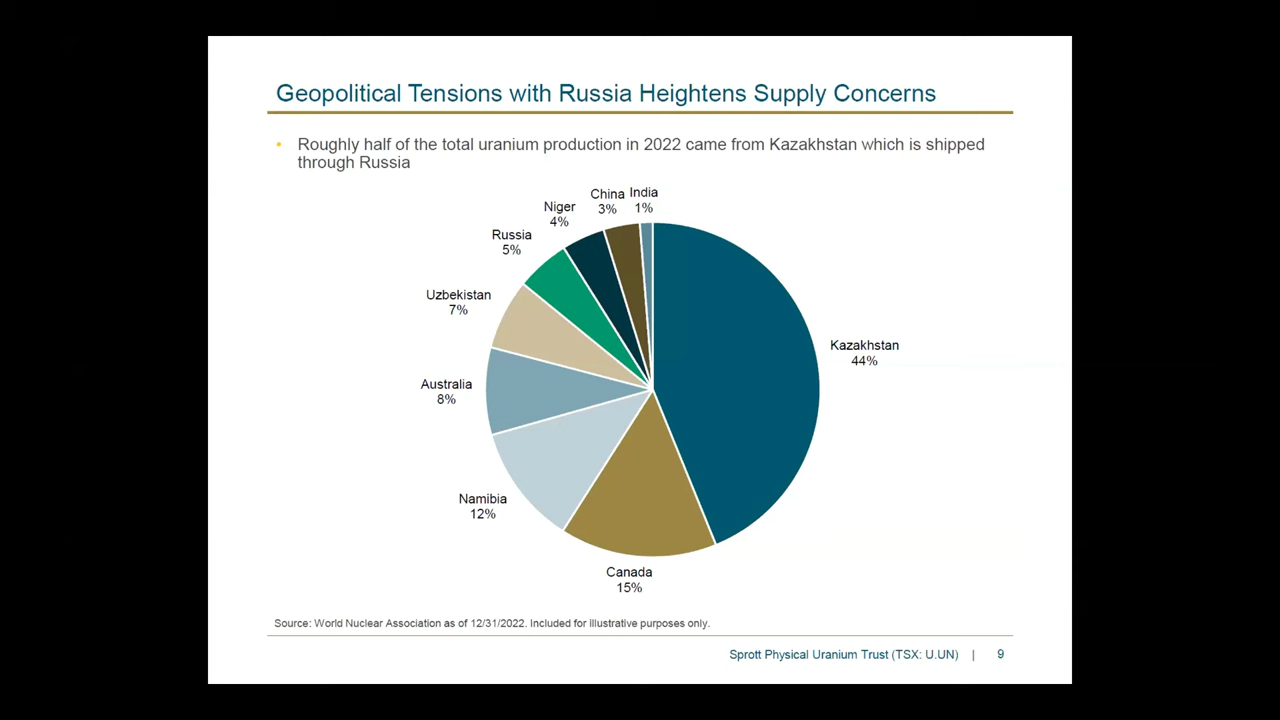 Geopolitical Tensions with Russia Heightens Supply Concerns
• Roughly half of the total uranium production in 2022 came from Kazakhstan which is shipped
through Russia
China
3%
India
1%
Niger
4%
Russia
5%
Uzbekistan
7%
Kazakhstan
44%
Australia
8%
Namibia
12%
Canada
15%
Source: World Nuclear Association as of 12/31/2022. Included for illustrative purposes only.
Sprott Physical Uranium Trust (TSX: U.UN) | 9